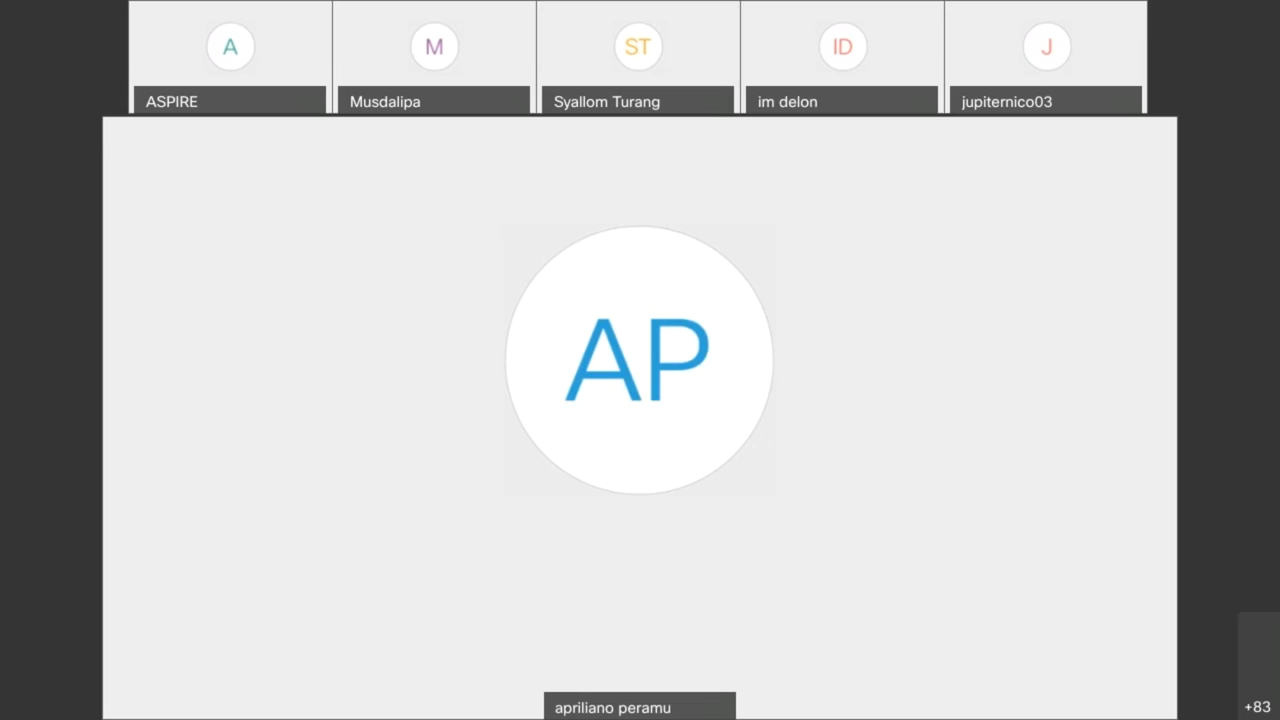 A
M
ST
ID
J
ASPIRE
Musdalipa
Syallom Turang
im delon
jupiternico03
AP
apriliano peramu
+83